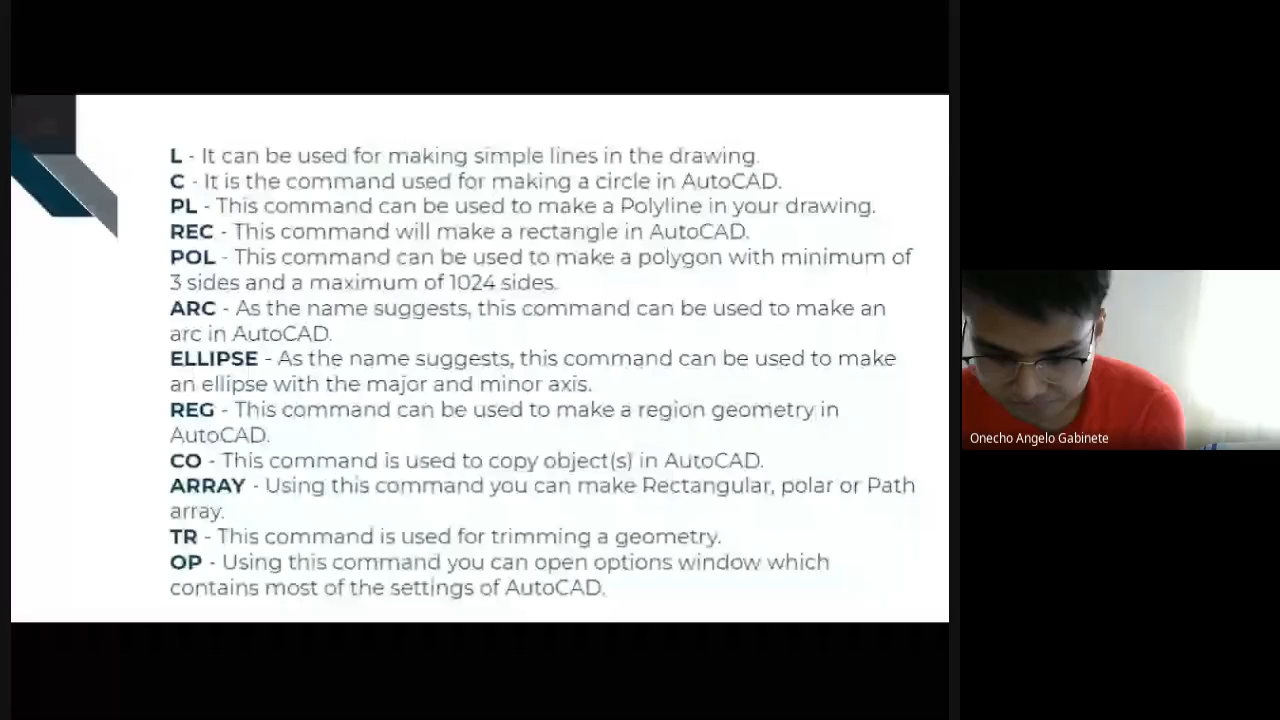 L - It can be used for making simple lines in the drawing.
C - It is the command used for making a circle in AutoCAD.
PL - This command can be used to make a Polyline in your drawing.
REC - This command will make a rectangle in AutoCAD.
POL - This command can be used to make a polygon with minimum of
3 sides and a maximum of 1024 sides.
ARC - As the name suggests, this command can be used to make an
arc in AutoCAD.
ELLIPSE - As the name suggests, this command can be used to make
an ellipse with the major and minor axis.
REG - This command can be used to make a region geometry in
AutoCAD.
CO - This command is used to copy object(s) in AutoCAD.
ARRAY - Using this command you can make Rectangular, polar or Path
array.
TR - This command is used for trimming a geometry.
OP - Using this command you can open options window which
contains most of the settings of AutoCAD.
Onecho Angelo Gabinete